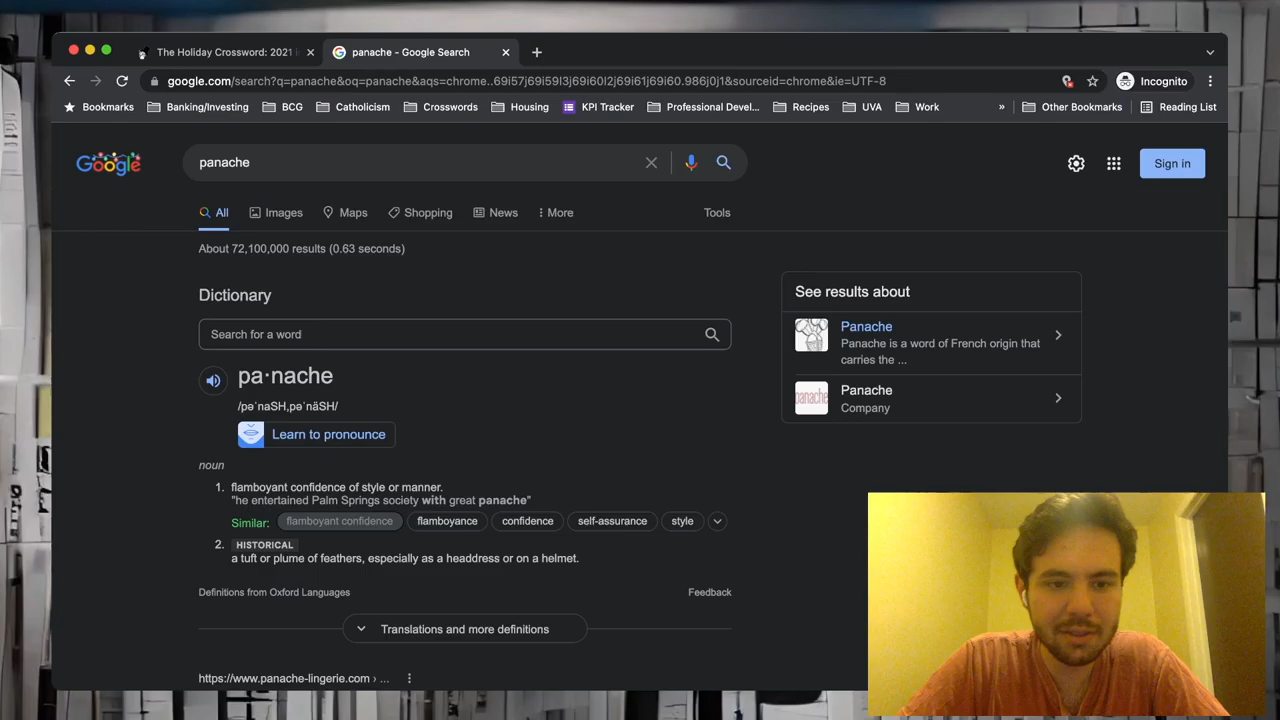 The Holiday Crossword: 2021
panache - Google Search
google.com/search?q=panache&oq=panache&aqs=chrome..69i57j69i59l3j69i60l2j69i61j69i60.986j0j1&sourceid=chrome&ie=UTF-8
Incognito
Bookmarks Banking/Investing BCG Catholicism Crosswords Housing KPI Tracker Professional Devel... Recipes UVA Work » Other Bookmarks Reading List
Google
panache
Sign in
All Images Maps Shopping News More Tools
About 72,100,000 results (0.63 seconds)
Dictionary
Search for a word
pa·nache
/pəˈnaSH,pəˈnäSH/
Learn to pronounce
noun
1. flamboyant confidence of style or manner.
"he entertained Palm Springs society with great panache"
Similar: flamboyant confidence flamboyance confidence self-assurance style
2. HISTORICAL
a tuft or plume of feathers, especially as a headdress or on a helmet.
Definitions from Oxford Languages
Feedback
Translations and more definitions
https://www.panache-lingerie.com › ...
See results about
Panache
Panache is a word of French origin that
carries the ...
panache
Panache
Company